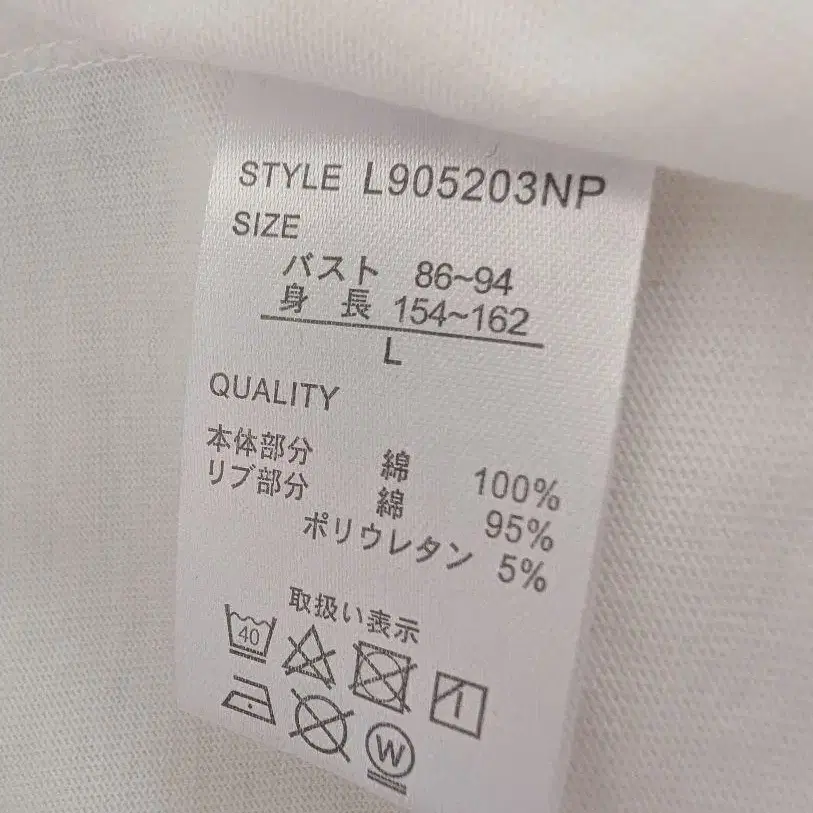 STYLE L905203NP
SIZE
バスト 86~94
身 長 154~162
L
QUALITY
本体部分 綿 100%
リブ部分 綿 95%
ポリウレタン 5%
取扱い表示
40
W